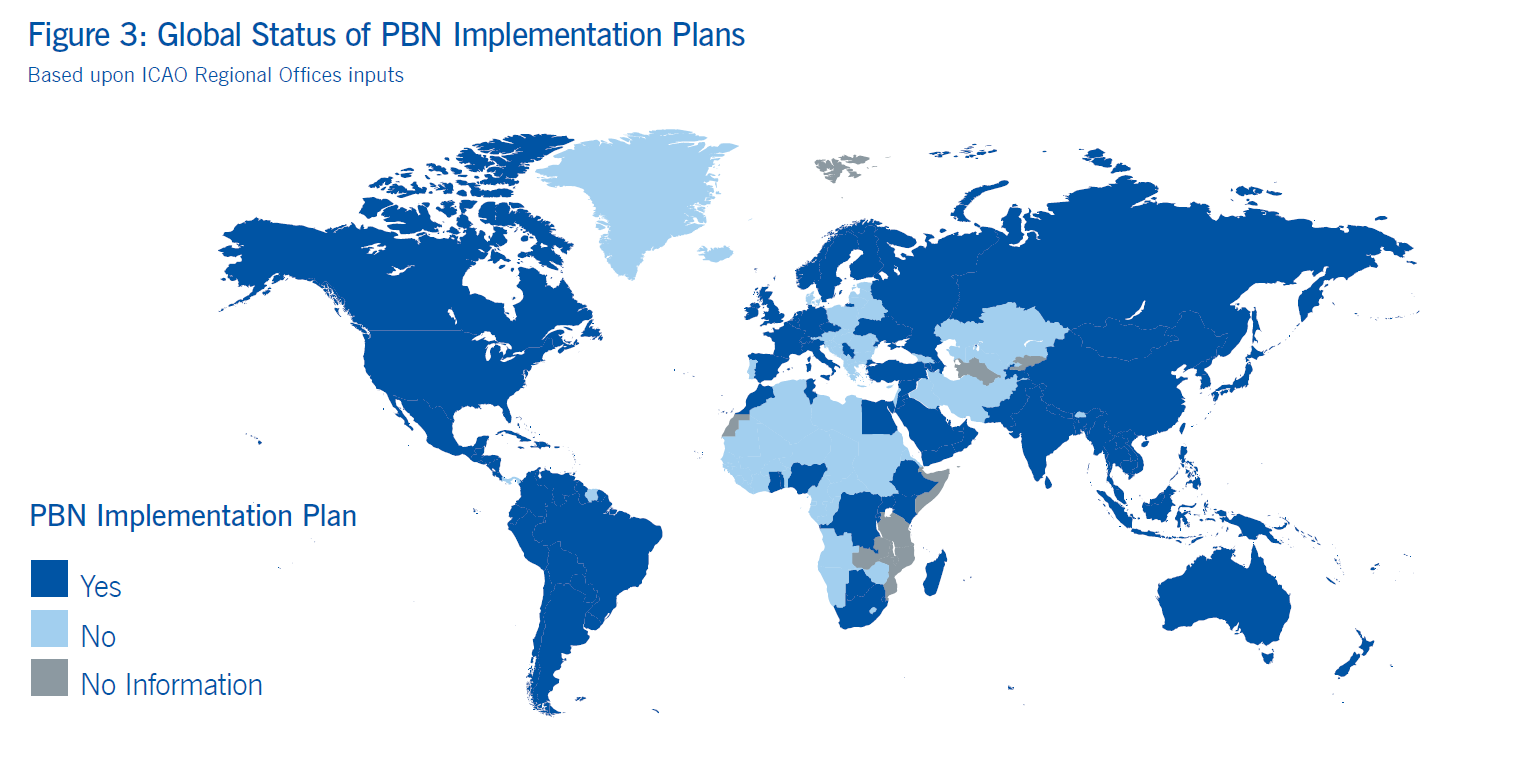 Figure 3: Global Status of PBN Implementation Plans
Based upon ICAO Regional Offices inputs
PBN Implementation Plan
Yes
No
No Information